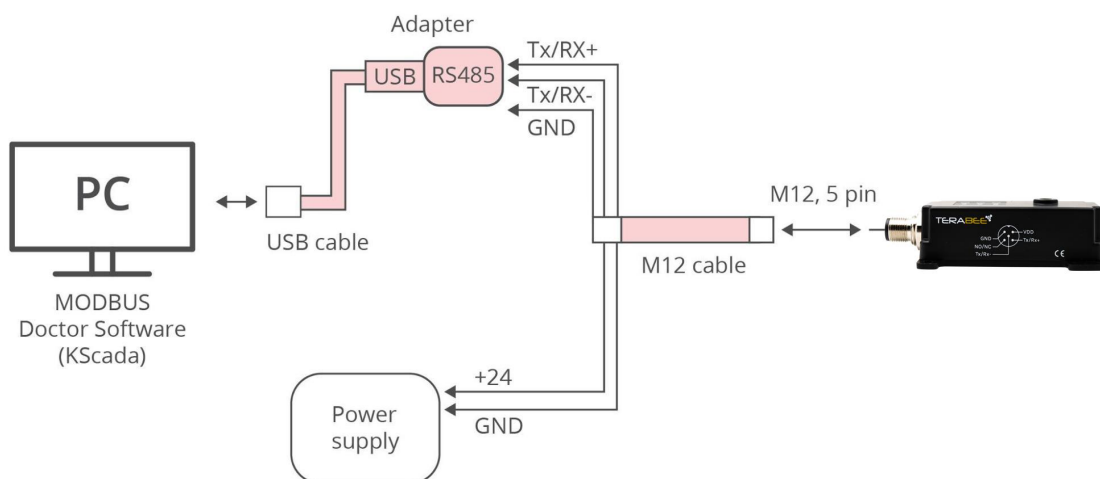 Adapter
USB
RS485
Tx/RX+
Tx/RX-
GND
PC
USB cable
MODBUS
Doctor Software
(KScada)
M12, 5 pin
M12 cable
TERABEE
VDD
GND
Tx/Rx+
NO/NC
Tx/Rx-
CE
+24
GND
Power
supply